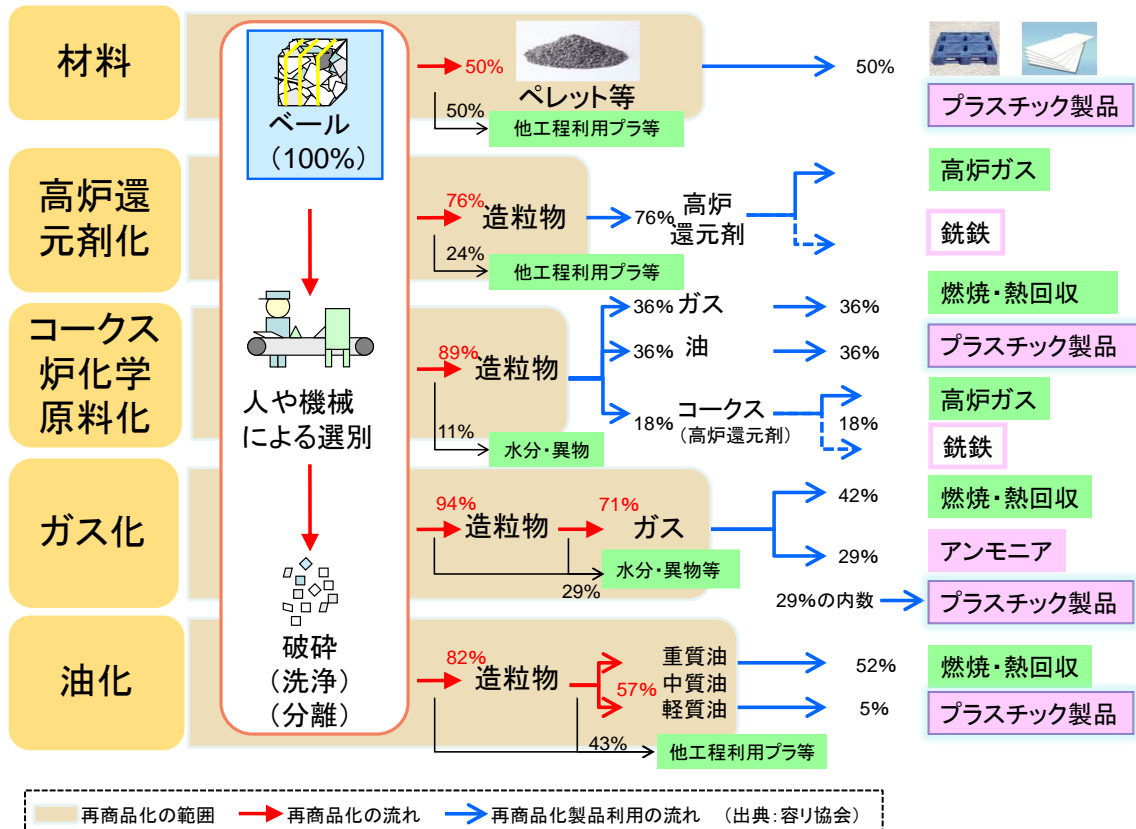 材料
ベール
（100%）
50%
ペレット等
50%
他工程利用プラ等
50%
プラスチック製品
高炉還
元剤化
76%
造粒物
24%
他工程利用プラ等
76%
高炉
還元剤
高炉ガス
銑鉄
コークス
炉化学
原料化
人や機械
による選別
89%
造粒物
11%
水分・異物
36%
ガス
36%
燃焼・熱回収
36%
油
36%
プラスチック製品
18%
コークス
（高炉還元剤）
18%
高炉ガス
銑鉄
ガス化
94%
造粒物
71%
ガス
29%
水分・異物等
42%
燃焼・熱回収
29%
アンモニア
29%の内数
プラスチック製品
油化
破砕
（洗浄）
（分離）
82%
造粒物
57%
重質油
中質油
軽質油
43%
他工程利用プラ等
52%
燃焼・熱回収
5%
プラスチック製品
再商品化の範囲
再商品化の流れ
再商品化製品利用の流れ
（出典：容リ協会）